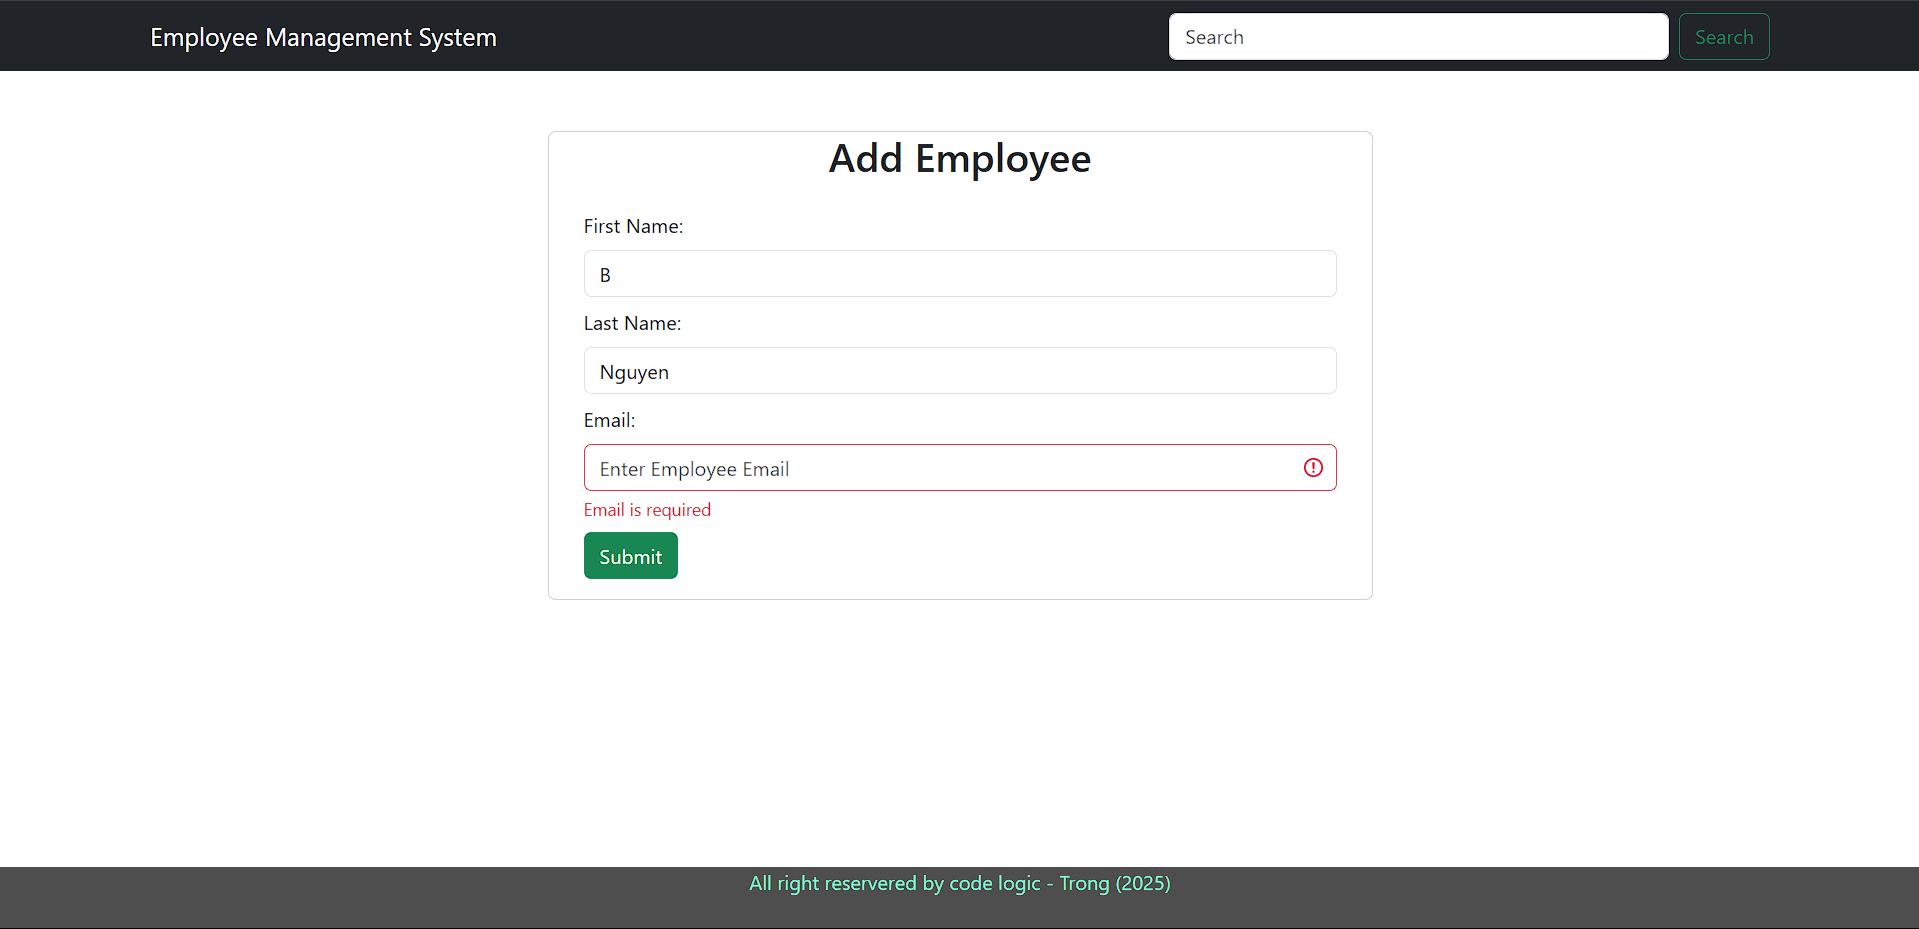 Employee Management System
Search
Search
Add Employee
First Name:
B
Last Name:
Nguyen
Email:
Enter Employee Email
Email is required
Submit
All right reservered by code logic - Trong (2025)